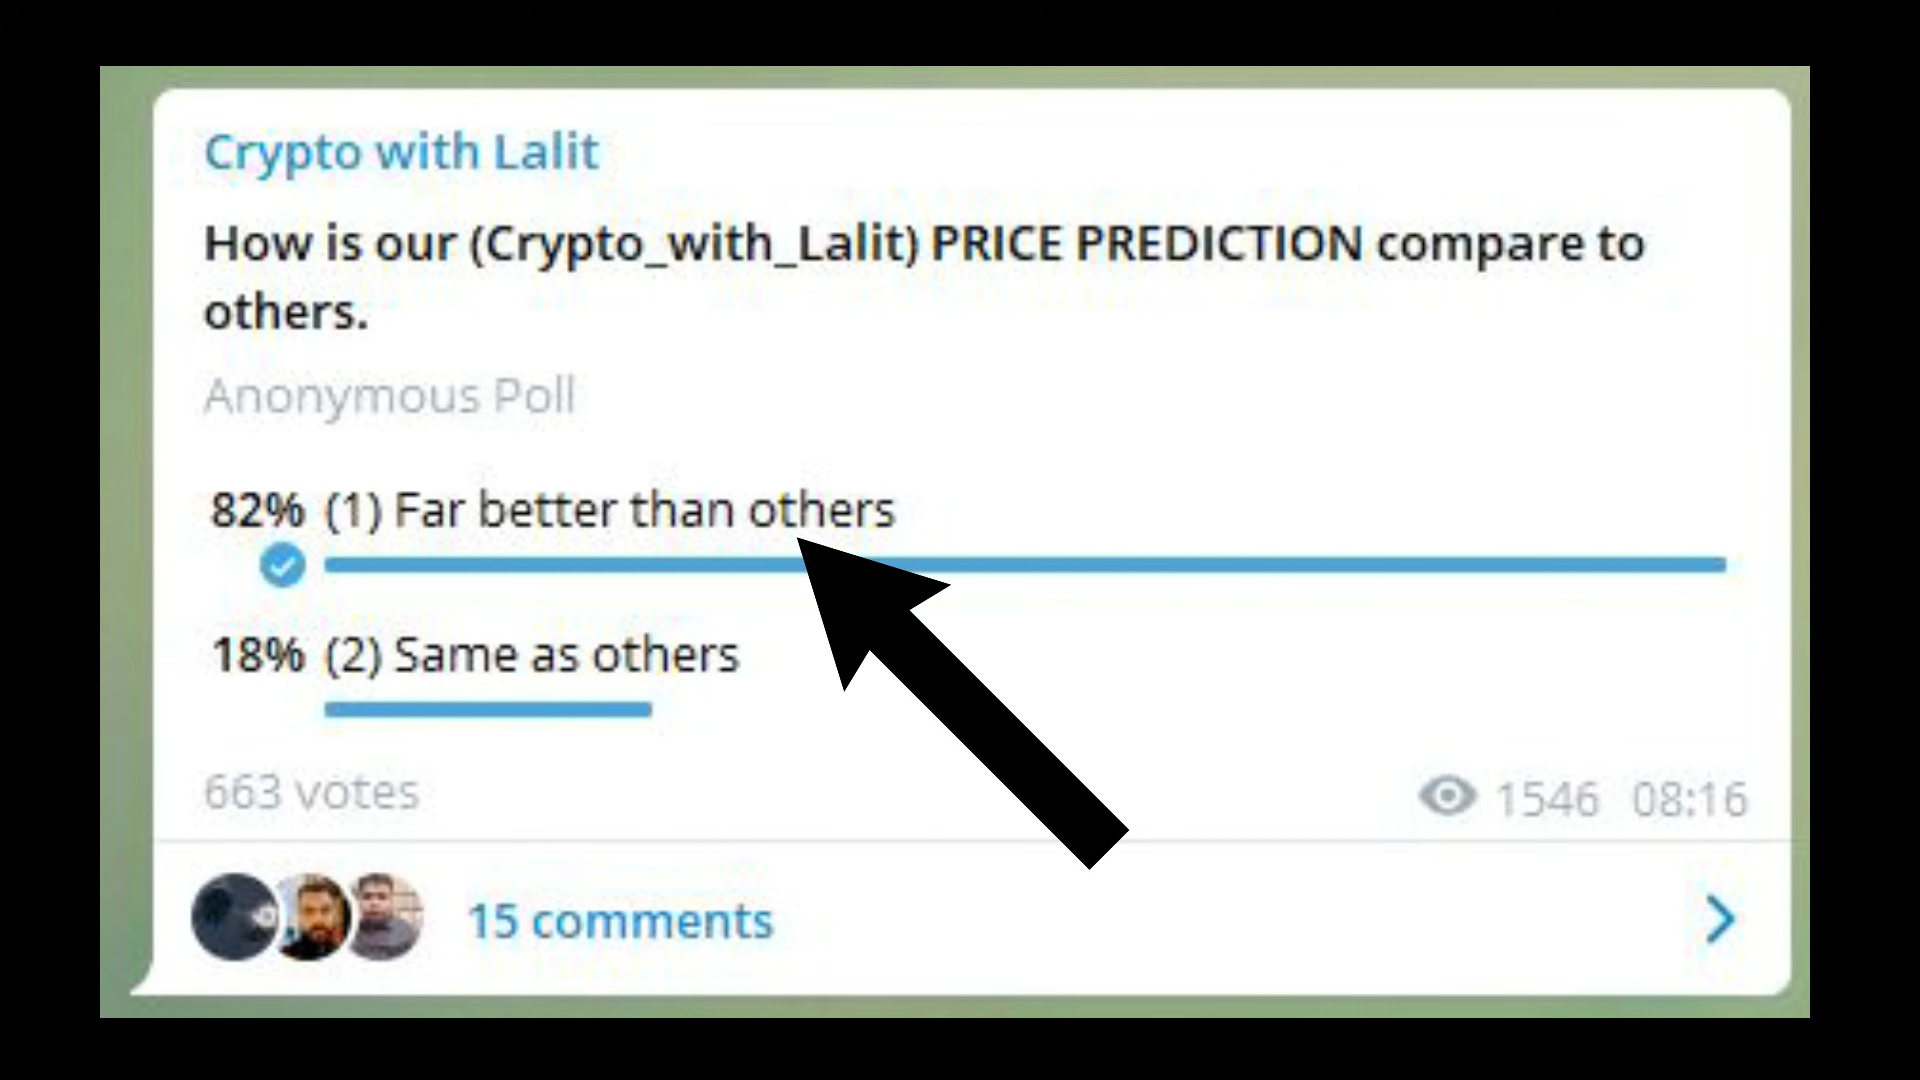 Crypto with Lalit
How is our (Crypto_with_Lalit) PRICE PREDICTION compare to
others.
Anonymous Poll
82% (1) Far better than others
18% (2) Same as others
663 votes
1546 08:16
15 comments